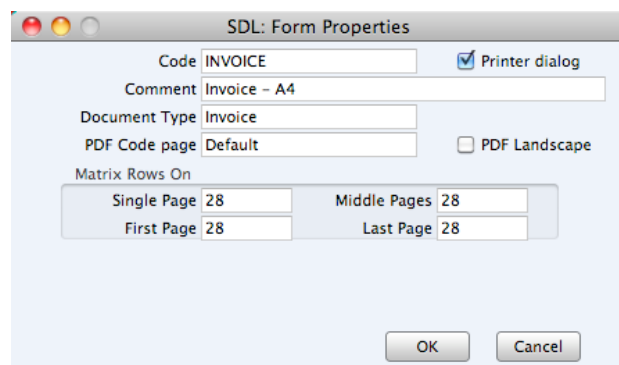 SDL: Form Properties
Code INVOICE Printer dialog
Comment Invoice - A4
Document Type Invoice
PDF Code page Default PDF Landscape
Matrix Rows On
Single Page 28 Middle Pages 28
First Page 28 Last Page 28
OK Cancel